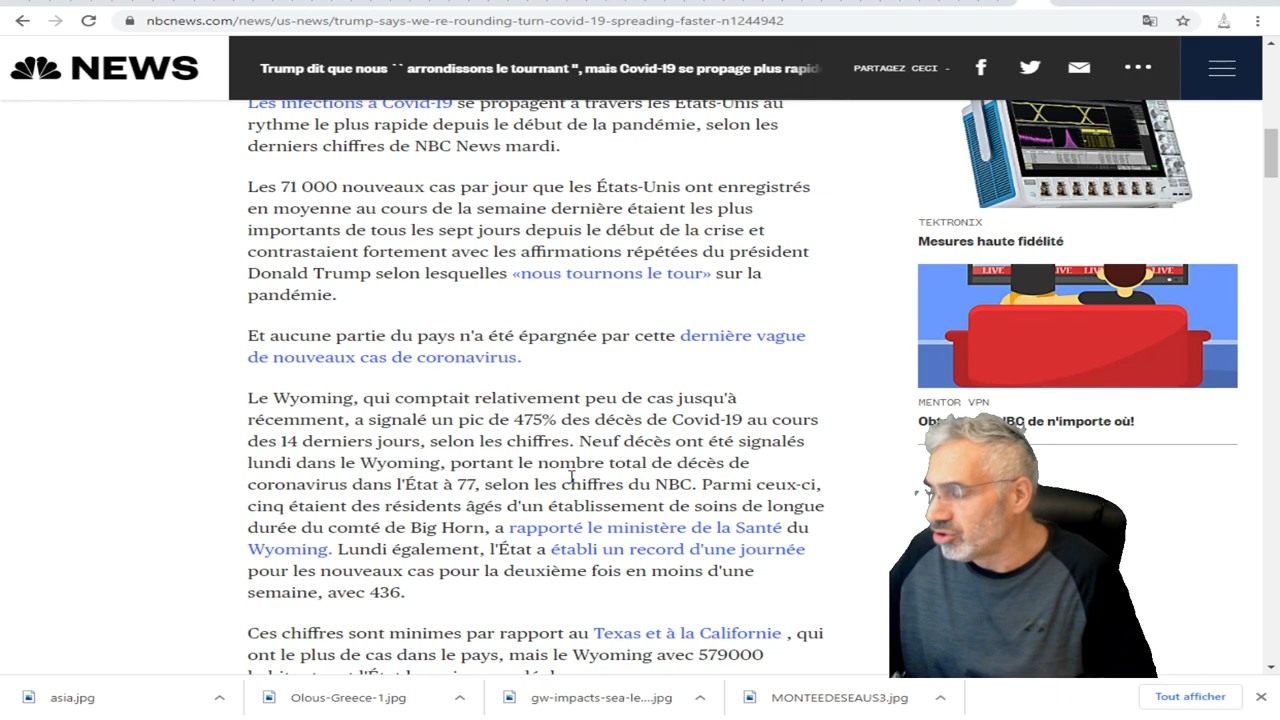 nbcnews.com/news/us-news/trump-says-we-re-rounding-turn-covid-19-spreading-faster-n1244942
NEWS
Trump dit que nous `` arrondissons le tournant ", mais Covid-19 se propage plus
PARTAGEZ CECI -
Les infections à Covid-19 se propagent à travers les États-Unis au
rythme le plus rapide depuis le début de la pandémie, selon les
derniers chiffres de NBC News mardi.
Les 71 000 nouveaux cas par jour que les États-Unis ont enregistrés
en moyenne au cours de la semaine dernière étaient les plus
importants de tous les sept jours depuis le début de la crise et
contrastaient fortement avec les affirmations répétées du président
Donald Trump selon lesquelles «nous tournons le tour» sur la
pandémie.
Et aucune partie du pays n'a été épargnée par cette dernière vague
de nouveaux cas de coronavirus.
Le Wyoming, qui comptait relativement peu de cas jusqu'à
récemment, a signalé un pic de 475% des décès de Covid-19 au cours
des 14 derniers jours, selon les chiffres. Neuf décès ont été signalés
lundi dans le Wyoming, portant le nombre total de décès de
coronavirus dans l'État à 77, selon les chiffres du NBC. Parmi ceux-ci,
cinq étaient des résidents âgés d'un établissement de soins de longue
durée du comté de Big Horn, a rapporté le ministère de la Santé du
Wyoming. Lundi également, l'État a établi un record d'une journée
pour les nouveaux cas pour la deuxième fois en moins d'une
semaine, avec 436.
Ces chiffres sont minimes par rapport au Texas et à la Californie , qui
ont le plus de cas dans le pays, mais le Wyoming avec 579000
TEKTRONIX
Mesures haute fidélité
LIVE LIVE LIVE
MENTOR VPN
de n'importe où!
asia.jpg
Olous-Greece-1.jpg
gw-impacts-sea-le....jpg
MONTEEDESEAUS3.jpg
Tout afficher